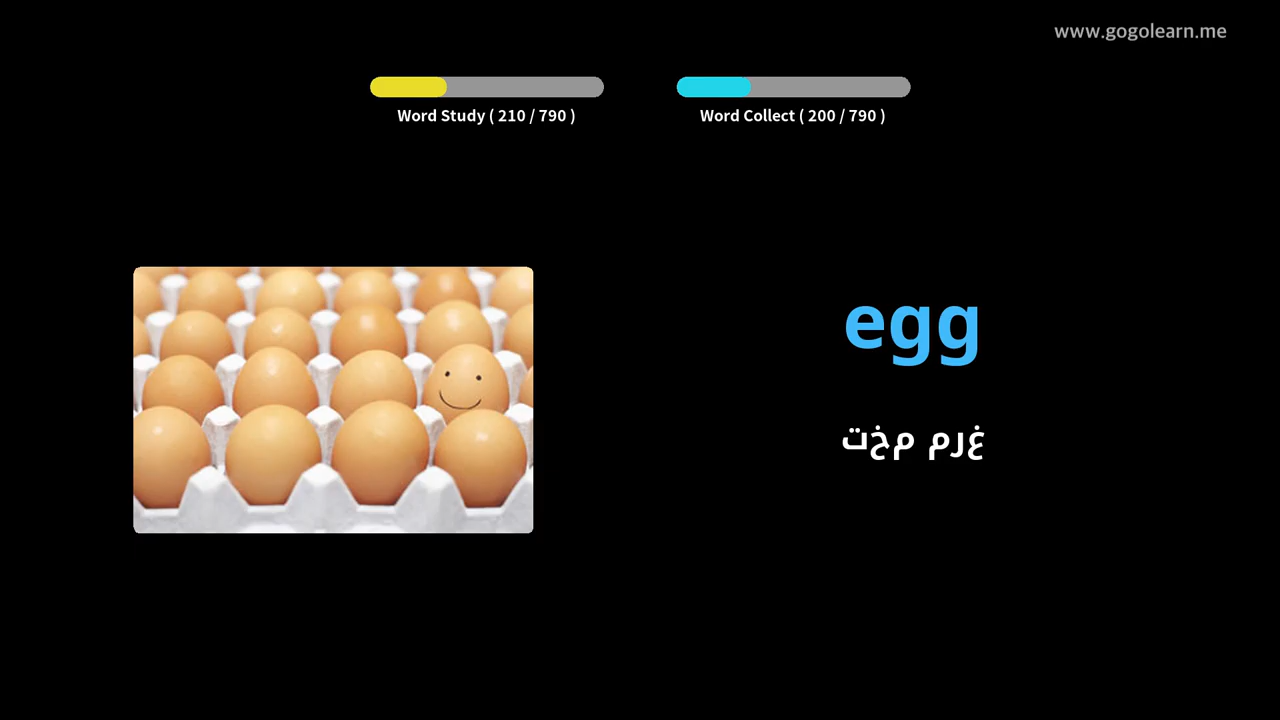 www.gogolearn.me
Word Study ( 210 / 790 )
Word Collect ( 200 / 790 )
egg
غرم مخت